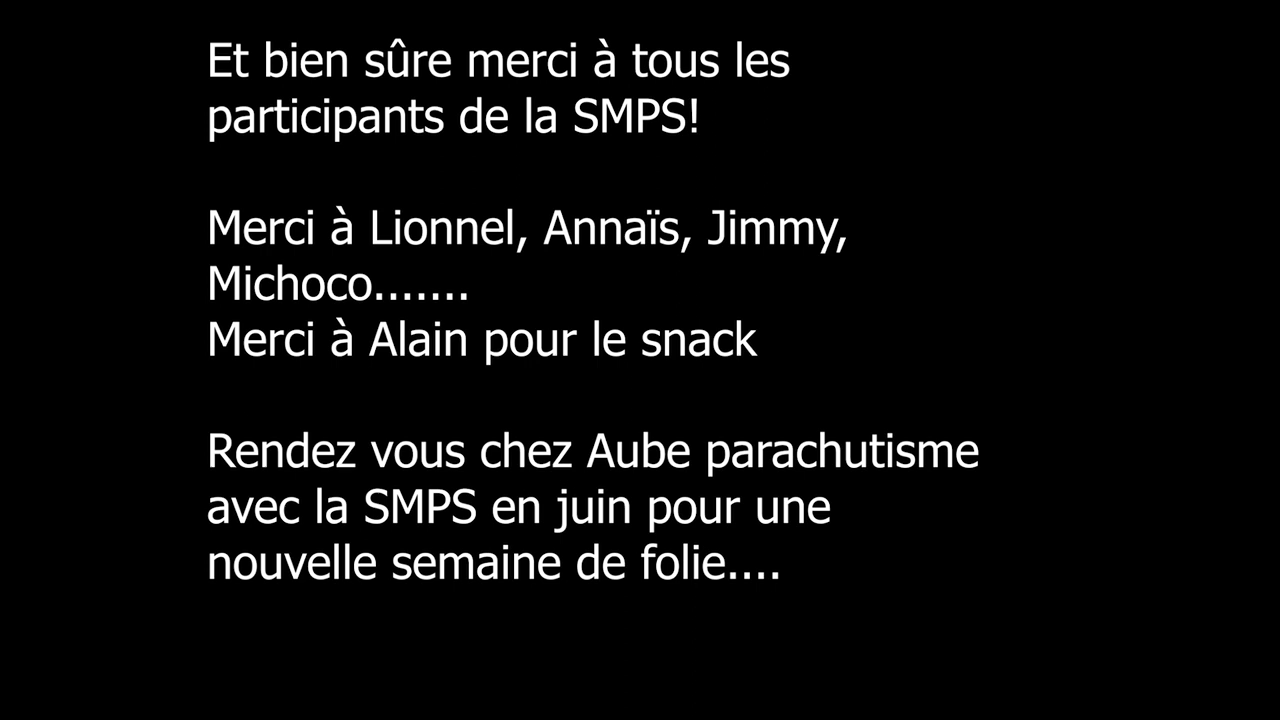 Et bien sûre merci à tous les
participants de la SMPS!
Merci à Lionnel, Annaïs, Jimmy,
Michoco.......
Merci à Alain pour le snack
Rendez vous chez Aube parachutisme
avec la SMPS en juin pour une
nouvelle semaine de folie....